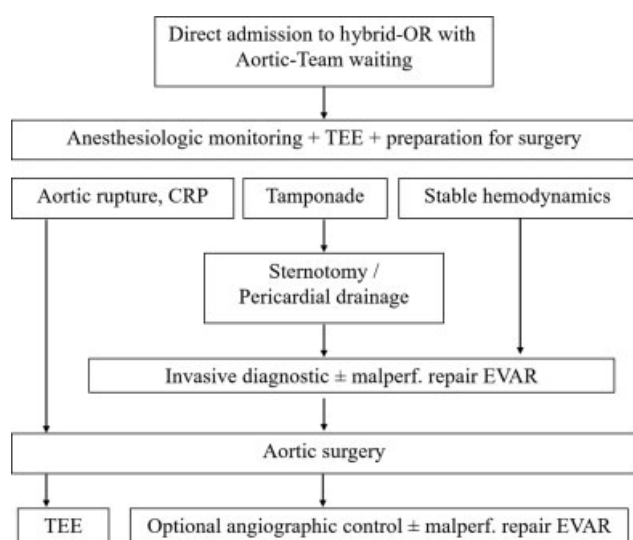 Direct admission to hybrid-OR with
Aortic-Team waiting
Anesthesiologic monitoring + TEE + preparation for surgery
Aortic rupture, CRP
Tamponade
Stable hemodynamics
Sternotomy /
Pericardial drainage
Invasive diagnostic ± malperf. repair EVAR
Aortic surgery
TEE
Optional angiographic control ± malperf. repair EVAR